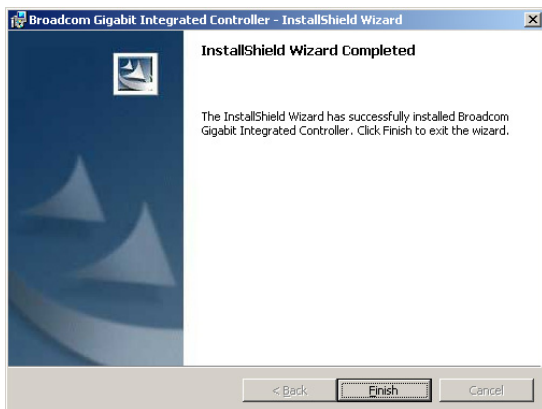 Broadcom Gigabit Integrated Controller - InstallShield Wizard
InstallShield Wizard Completed
The InstallShield Wizard has successfully installed Broadcom
Gigabit Integrated Controller. Click Finish to exit the wizard.
< Back
Finish
Cancel